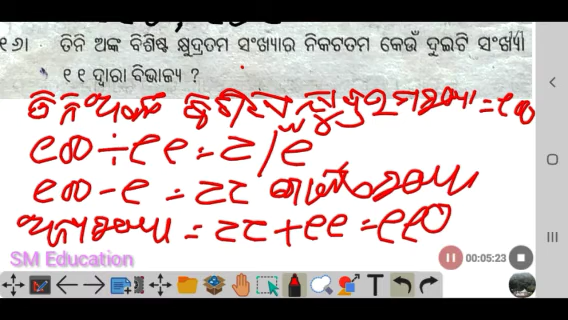 ୧୬। ତିନି ଅଙ୍କ ବିଶିଷ୍ଟ କ୍ଷୁଦ୍ରତମ ସଂଖ୍ୟାର ନିକଟତମ କେଉଁ ଦୁଇଟି ସଂଖ୍ୟା
୧୧ ଦ୍ୱାରା ବିଭାଜ୍ୟ ?
ତିନି ଅଙ୍କ ବିଶିଷ୍ଟ କ୍ଷୁଦ୍ରତମ ସଂଖ୍ୟା = ୧୦୦
୧୦୦ ÷ ୧୧ = ୯/୧
୧୦୦ - ୧ = ୯୯ ସଂଖ୍ୟା
ଅନ୍ୟ ସଂଖ୍ୟା = ୯୯ + ୧୧ = ୧୧୦
SM Education
00:05:23